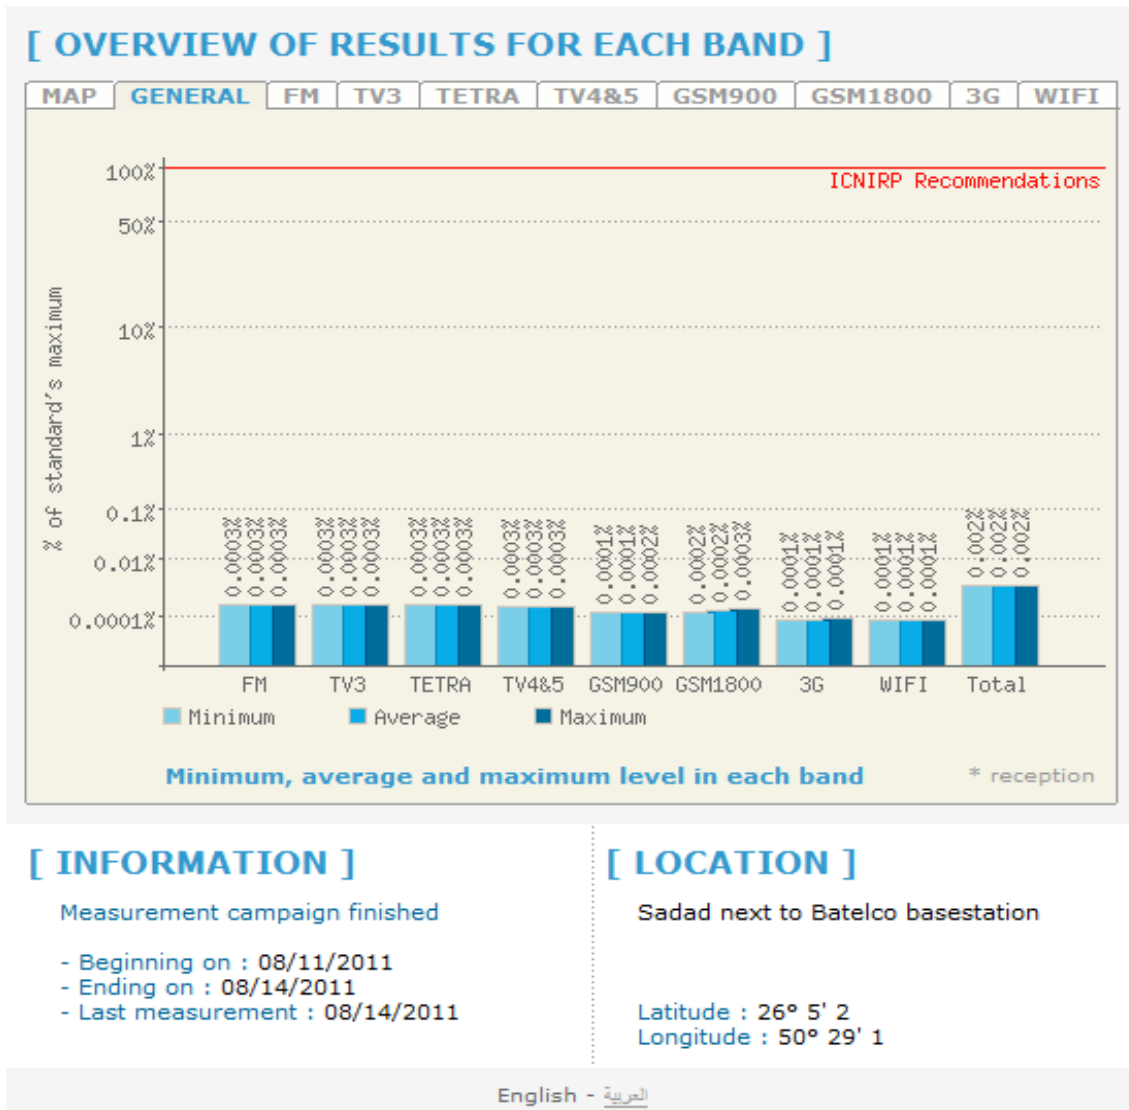 [ OVERVIEW OF RESULTS FOR EACH BAND ]
MAP GENERAL FM TV3 TETRA TV4&5 GSM900 GSM1800 3G WIFI
100%
ICNIRP Recommendations
50%
10%
1%
0.1%
0.01%
0.0001%
% of standard's maximum
0.0003% 0.0003% 0.0003%
0.0003% 0.0003% 0.0003%
0.0003% 0.0003% 0.0003%
0.0003% 0.0003% 0.0003%
0.0001% 0.0001% 0.0002%
0.0002% 0.0002% 0.0003%
0.0001% 0.0001% 0.0001%
0.0001% 0.0001% 0.0001%
0.002% 0.002% 0.002%
FM TV3 TETRA TV4&5 GSM900 GSM1800 3G WIFI Total
Minimum Average Maximum
Minimum, average and maximum level in each band
* reception
[ INFORMATION ]
Measurement campaign finished
- Beginning on : 08/11/2011
- Ending on : 08/14/2011
- Last measurement : 08/14/2011
[ LOCATION ]
Sadad next to Batelco basestation
Latitude : 26° 5' 2
Longitude : 50° 29' 1
English - العربية